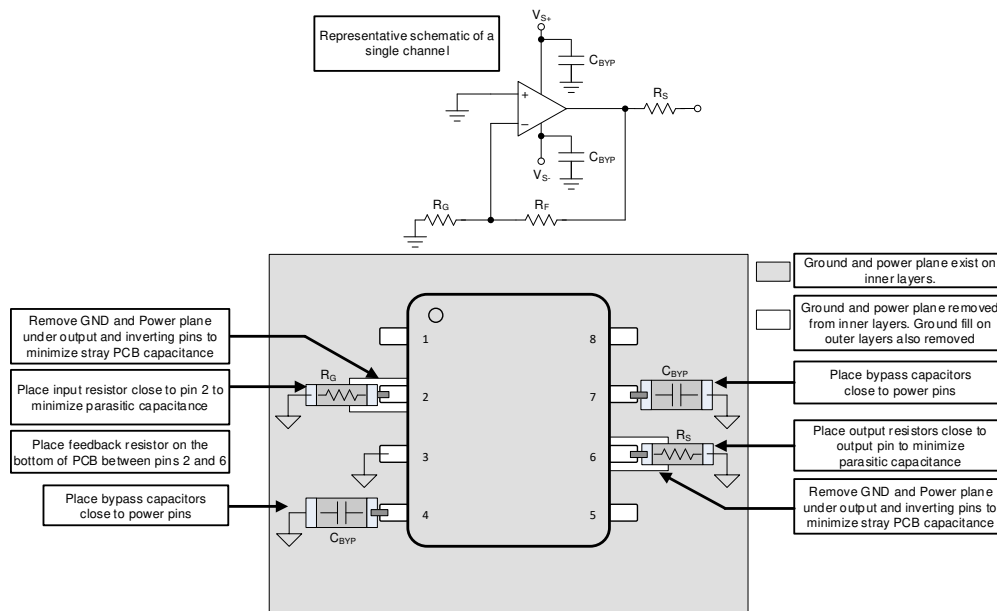 Representative schematic of a
single channel
VS+
CBYP
+
−
RS
CBYP
VS-
RG
RF
Ground and power plane exist on
inner layers.
Ground and power plane removed
from inner layers. Ground fill on
outer layers also removed
Remove GND and Power plane
under output and inverting pins to
minimize stray PCB capacitance
Place input resistor close to pin 2 to
minimize parasitic capacitance
Place feedback resistor on the
bottom of PCB between pins 2 and 6
Place bypass capacitors
close to power pins
RG
CBYP
1
2
3
4
8
7
6
5
CBYP
RS
Place bypass capacitors
close to power pins
Place output resistors close to
output pin to minimize
parasitic capacitance
Remove GND and Power plane
under output and inverting pins to
minimize stray PCB capacitance